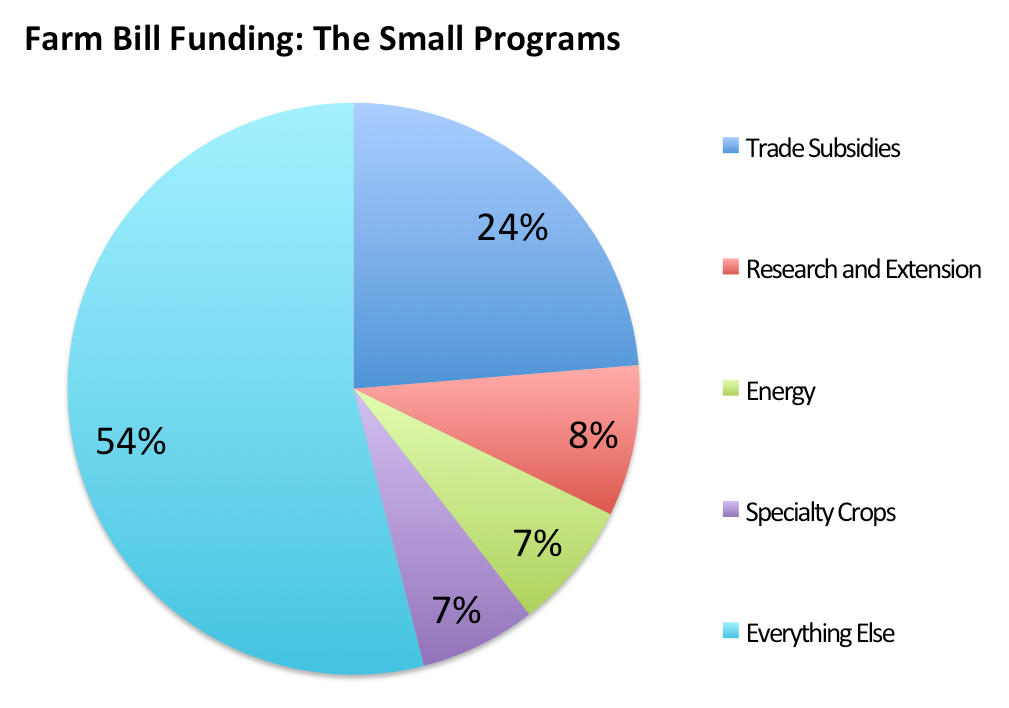 Farm Bill Funding: The Small Programs
24%
8%
7%
7%
54%
Trade Subsidies
Research and Extension
Energy
Specialty Crops
Everything Else